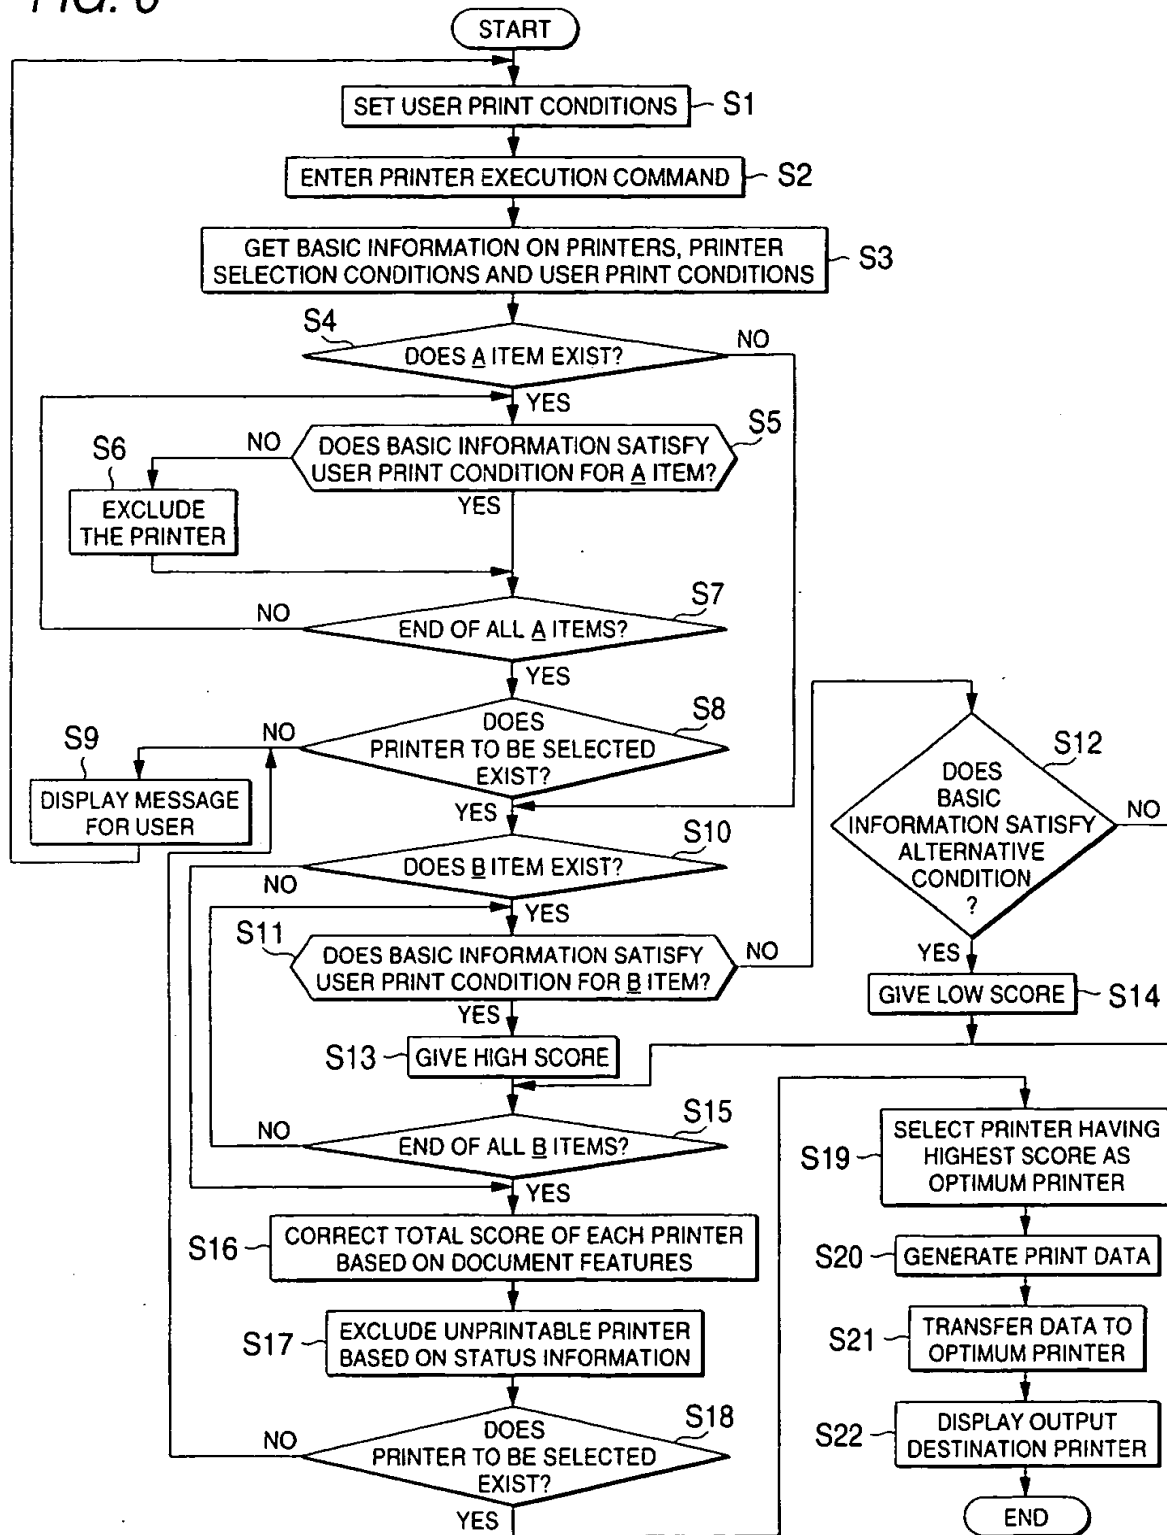 START
SET USER PRINT CONDITIONS
S1
ENTER PRINTER EXECUTION COMMAND
S2
GET BASIC INFORMATION ON PRINTERS, PRINTER
SELECTION CONDITIONS AND USER PRINT CONDITIONS
S3
S4
DOES A ITEM EXIST?
NO
YES
S5
DOES BASIC INFORMATION SATISFY
USER PRINT CONDITION FOR A ITEM?
NO
S6
EXCLUDE
THE PRINTER
YES
S7
END OF ALL A ITEMS?
NO
YES
S8
DOES
PRINTER TO BE SELECTED
EXIST?
NO
S9
DISPLAY MESSAGE
FOR USER
YES
S10
DOES B ITEM EXIST?
NO
YES
S11
DOES BASIC INFORMATION SATISFY
USER PRINT CONDITION FOR B ITEM?
NO
S12
DOES
BASIC
INFORMATION SATISFY
ALTERNATIVE
CONDITION
?
NO
YES
GIVE LOW SCORE
S14
YES
S13
GIVE HIGH SCORE
S15
END OF ALL B ITEMS?
NO
YES
S16
CORRECT TOTAL SCORE OF EACH PRINTER
BASED ON DOCUMENT FEATURES
S17
EXCLUDE UNPRINTABLE PRINTER
BASED ON STATUS INFORMATION
S18
DOES
PRINTER TO BE SELECTED
EXIST?
NO
YES
S19
SELECT PRINTER HAVING
HIGHEST SCORE AS
OPTIMUM PRINTER
S20
GENERATE PRINT DATA
S21
TRANSFER DATA TO
OPTIMUM PRINTER
S22
DISPLAY OUTPUT
DESTINATION PRINTER
END